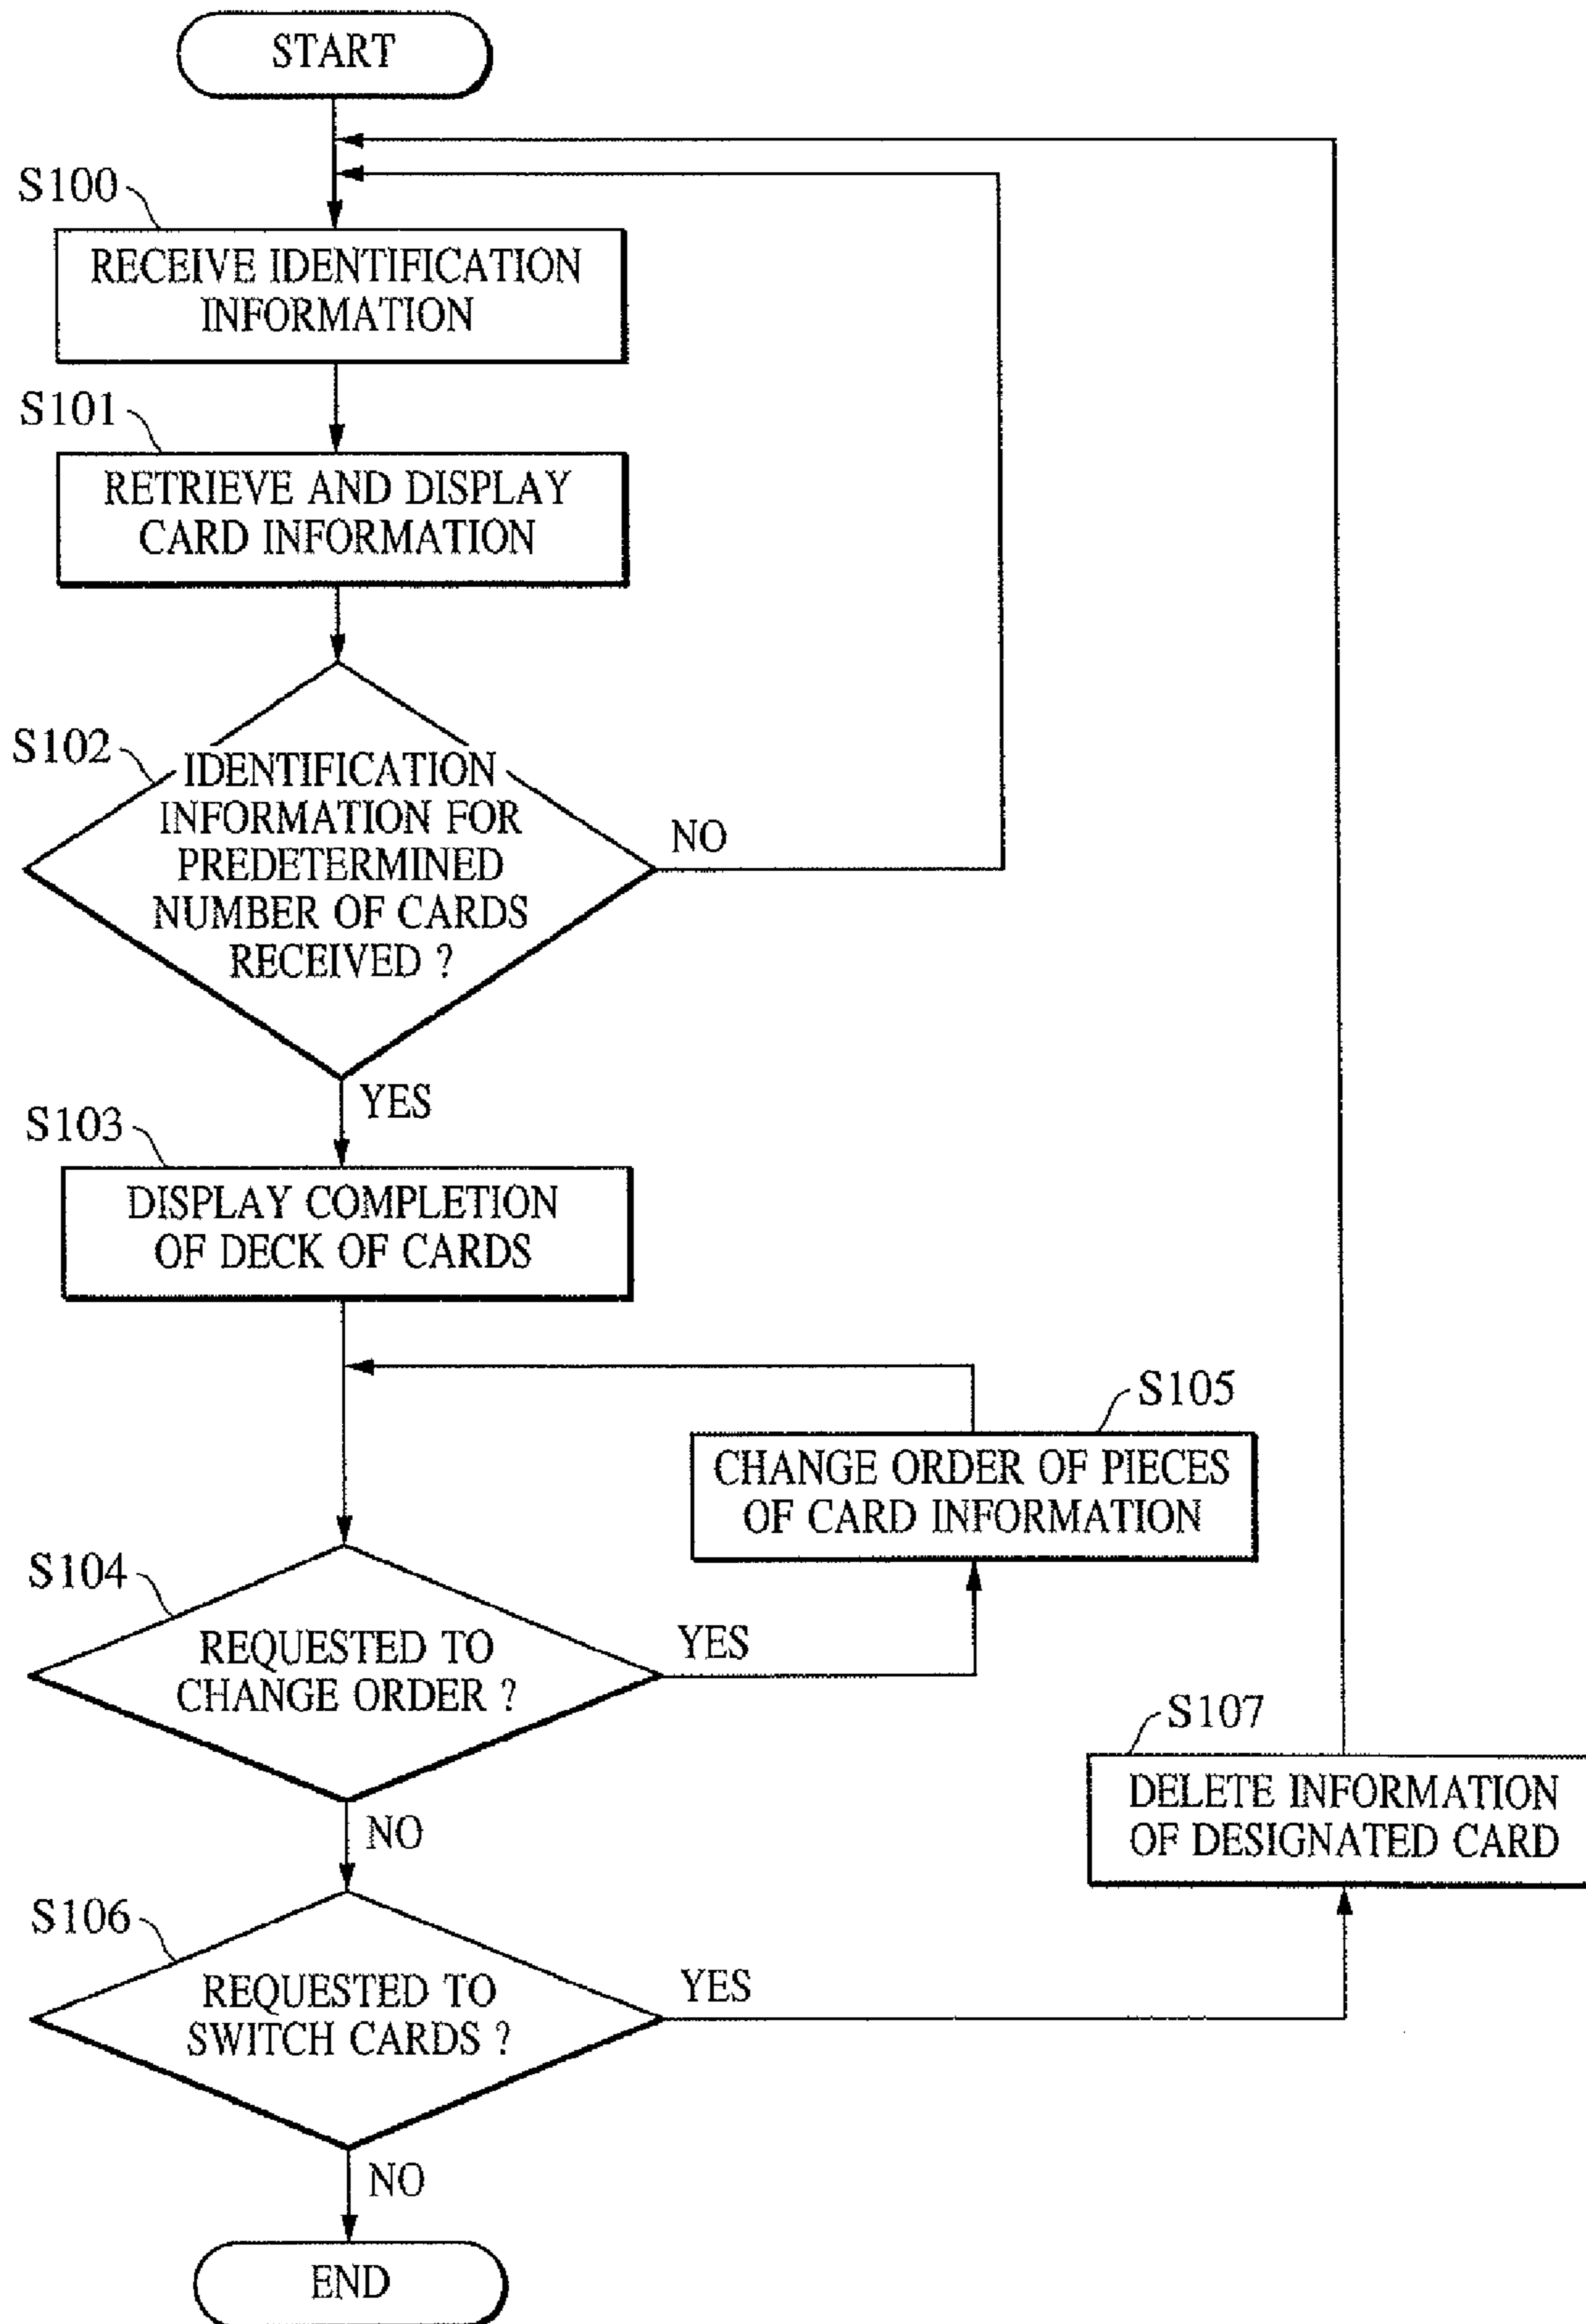 START
S100
RECEIVE IDENTIFICATION
INFORMATION
S101
RETRIEVE AND DISPLAY
CARD INFORMATION
S102
IDENTIFICATION
INFORMATION FOR
PREDETERMINED
NUMBER OF CARDS
RECEIVED ?
NO
YES
S103
DISPLAY COMPLETION
OF DECK OF CARDS
S105
CHANGE ORDER OF PIECES
OF CARD INFORMATION
S104
REQUESTED TO
CHANGE ORDER ?
YES
NO
S107
DELETE INFORMATION
OF DESIGNATED CARD
S106
REQUESTED TO
SWITCH CARDS ?
YES
NO
END